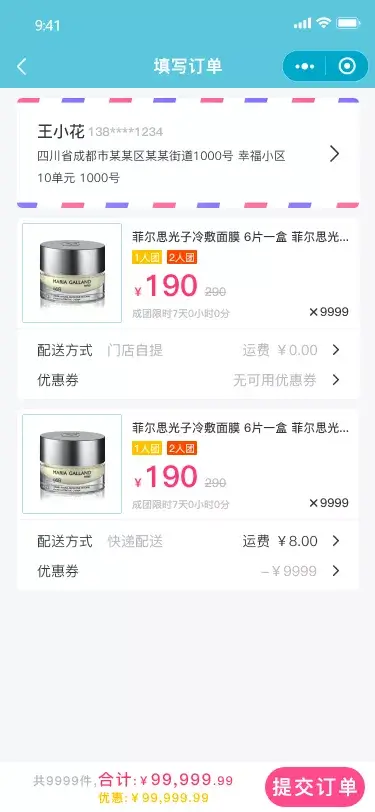 9:41
填写订单
王小花 138****1234
四川省成都市某某区某某街道1000号 幸福小区
10单元 1000号
菲尔思光子冷敷面膜 6片一盒 菲尔思光...
1人团 2人团
¥190 290
成团限时7天0小时0分
×9999
MARIA GALLAND
配送方式 门店自提 运费 ¥0.00
优惠券 无可用优惠券
菲尔思光子冷敷面膜 6片一盒 菲尔思光...
1人团 2人团
¥190 290
成团限时7天0小时0分
×9999
MARIA GALLAND
配送方式 快递配送 运费 ¥8.00
优惠券 -¥9999
共9999件,合计:¥99,999.99
优惠:¥99,999.99
提交订单